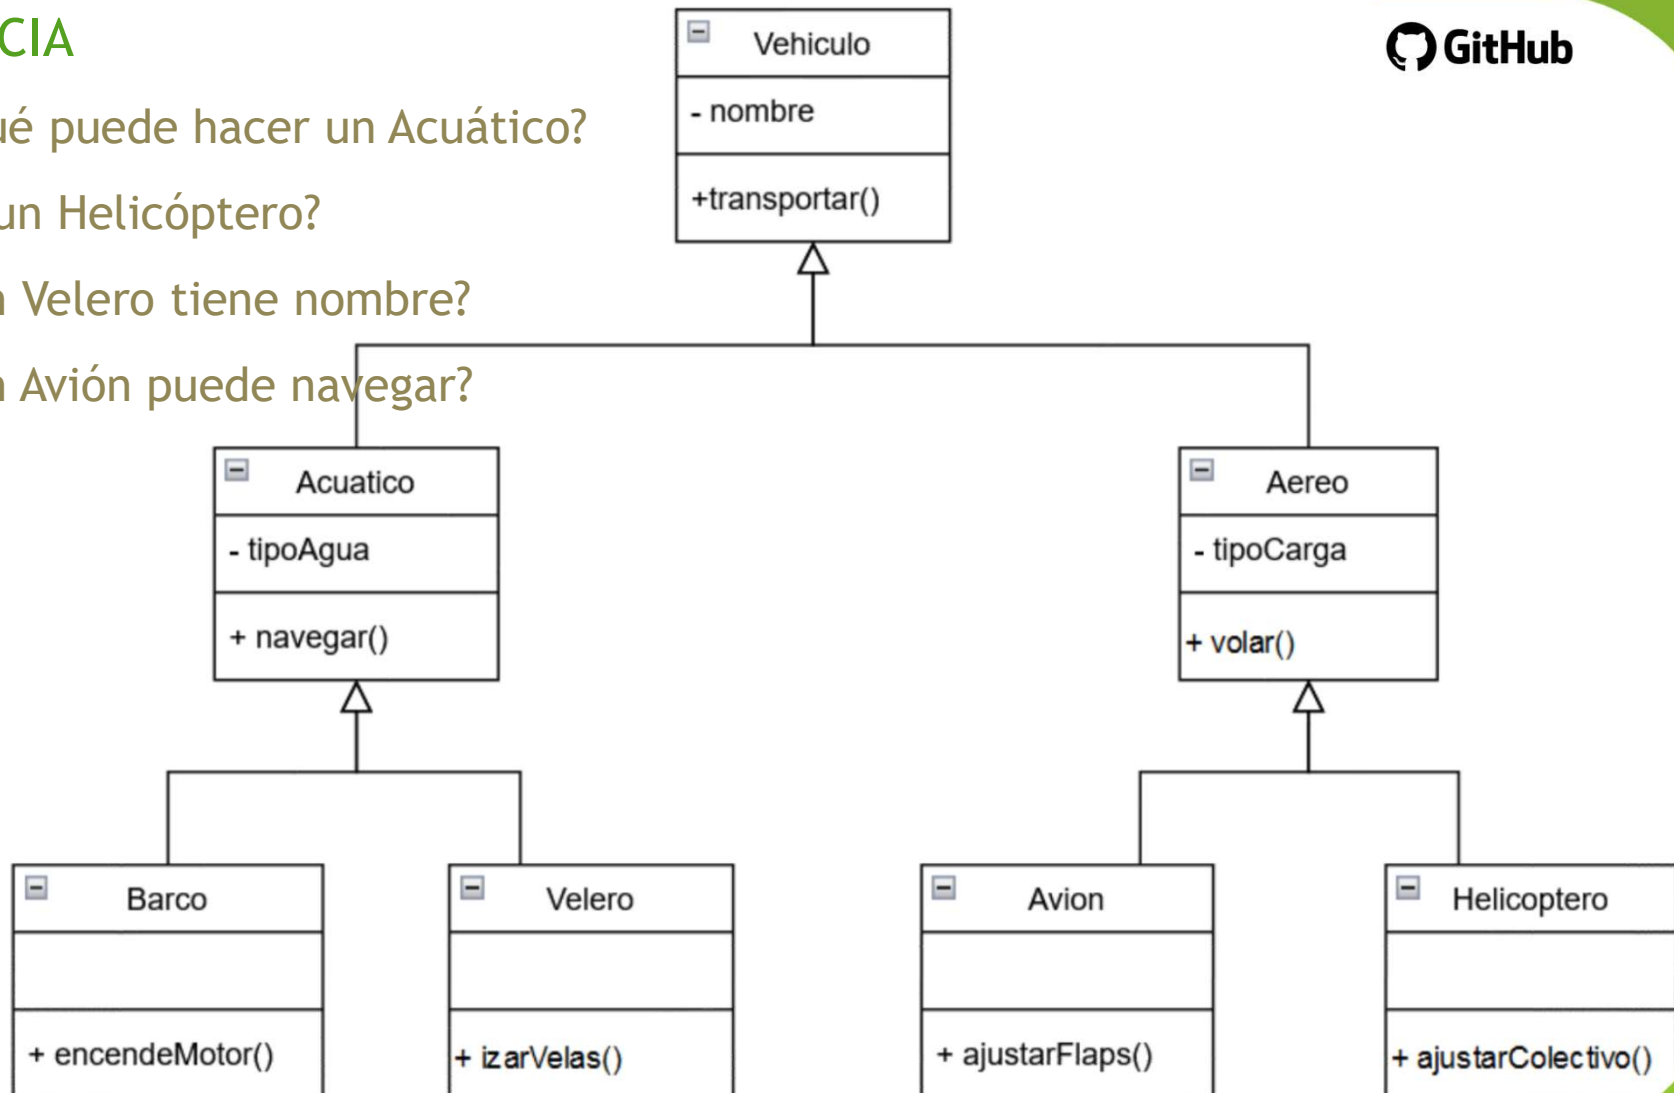 CIA
ué puede hacer un Acuático?
un Helicóptero?
n Velero tiene nombre?
n Avión puede navegar?
GitHub
Vehiculo
- nombre
+transportar()
Acuatico
- tipoAgua
+ navegar()
Aereo
- tipoCarga
+ volar()
Barco
+ encendeMotor()
Velero
+ izarVelas()
Avion
+ ajustarFlaps()
Helicoptero
+ ajustarColectivo()